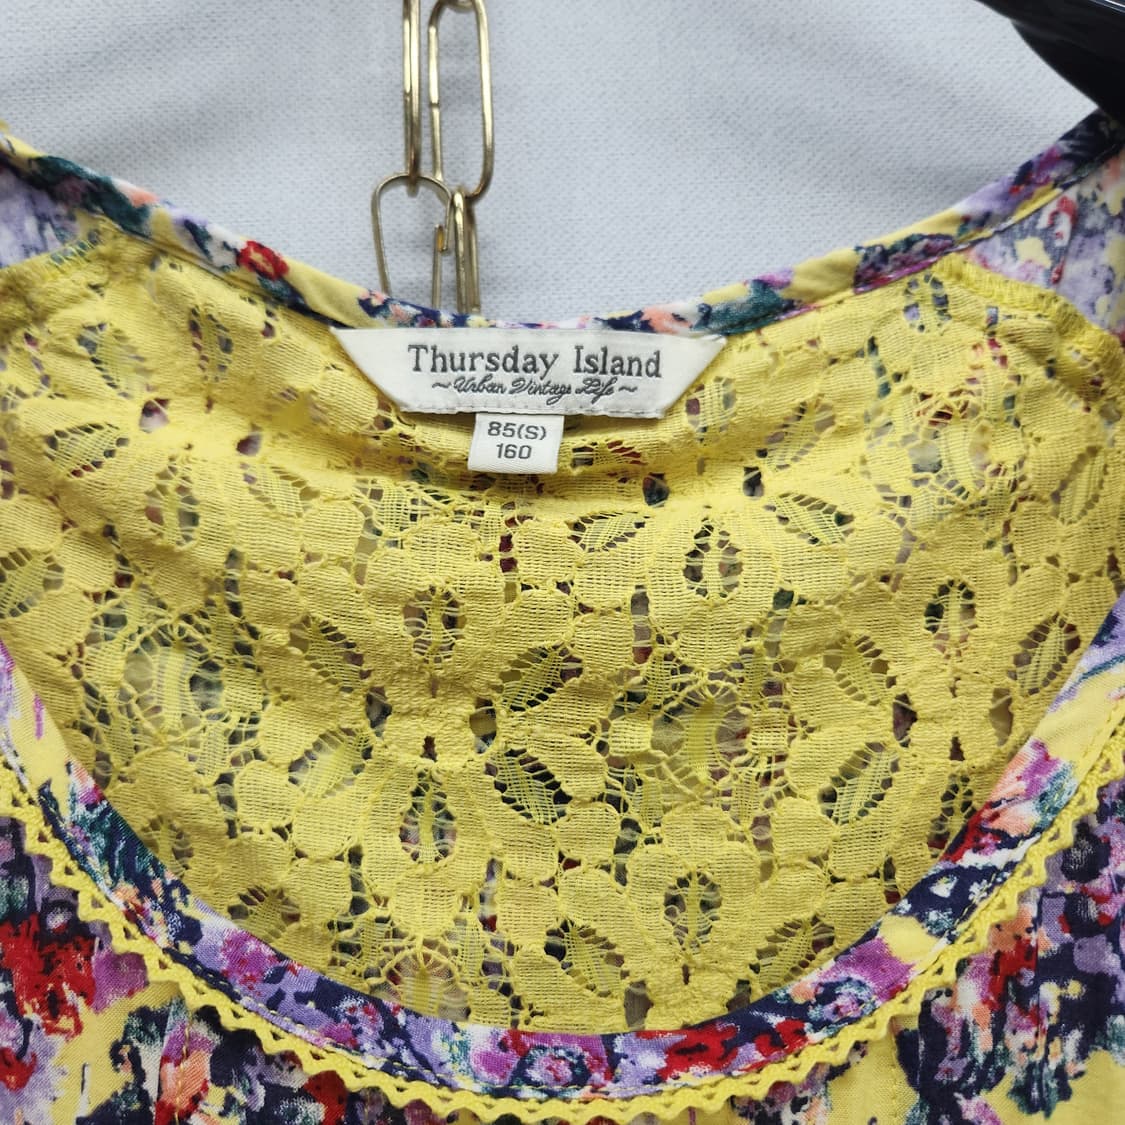 Thursday Island
~Urban Vintage Life~
85(S)
160